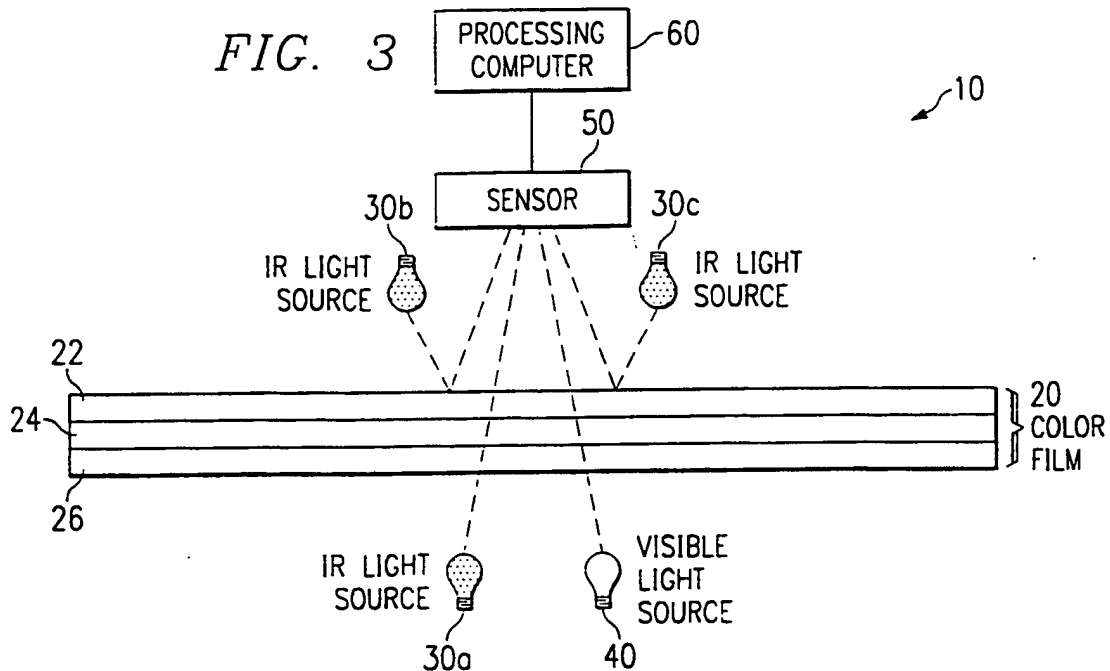 FIG. 3
PROCESSING
COMPUTER
60
10
50
SENSOR
30b
30c
IR LIGHT
SOURCE
IR LIGHT
SOURCE
22
24
26
20
COLOR
FILM
IR LIGHT
SOURCE
VISIBLE
LIGHT
SOURCE
30a
40